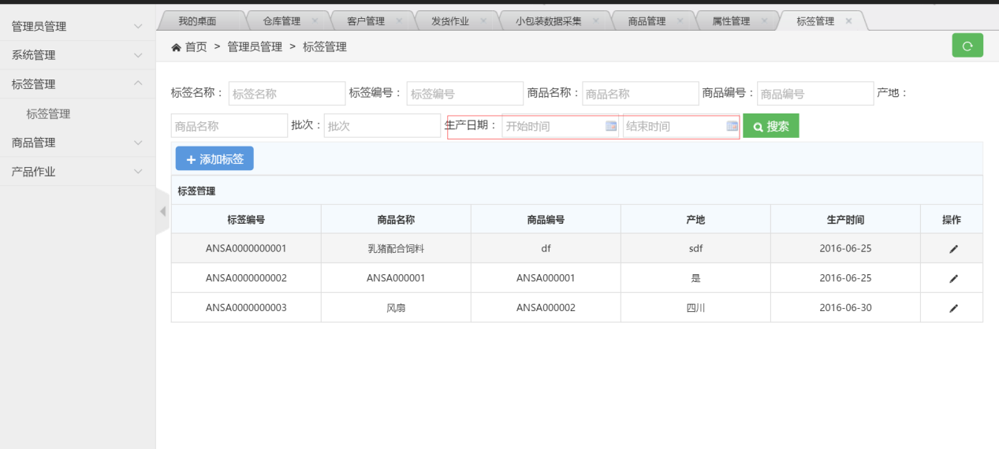 管理员管理
系统管理
标签管理
标签管理
商品管理
产品作业
我的桌面 仓库管理 客户管理 发货作业 小包装数据采集 商品管理 属性管理 标签管理
首页 > 管理员管理 > 标签管理
标签名称： 标签名称 标签编号： 标签编号 商品名称： 商品名称 商品编号： 商品编号 产地：
商品名称 批次： 批次 生产日期： 开始时间 结束时间 搜索
添加标签
标签管理
标签编号 商品名称 商品编号 产地 生产时间 操作
ANSA0000000001 乳猪配合饲料 df sdf 2016-06-25
ANSA0000000002 ANSA000001 ANSA000001 是 2016-06-25
ANSA0000000003 风扇 ANSA000002 四川 2016-06-30